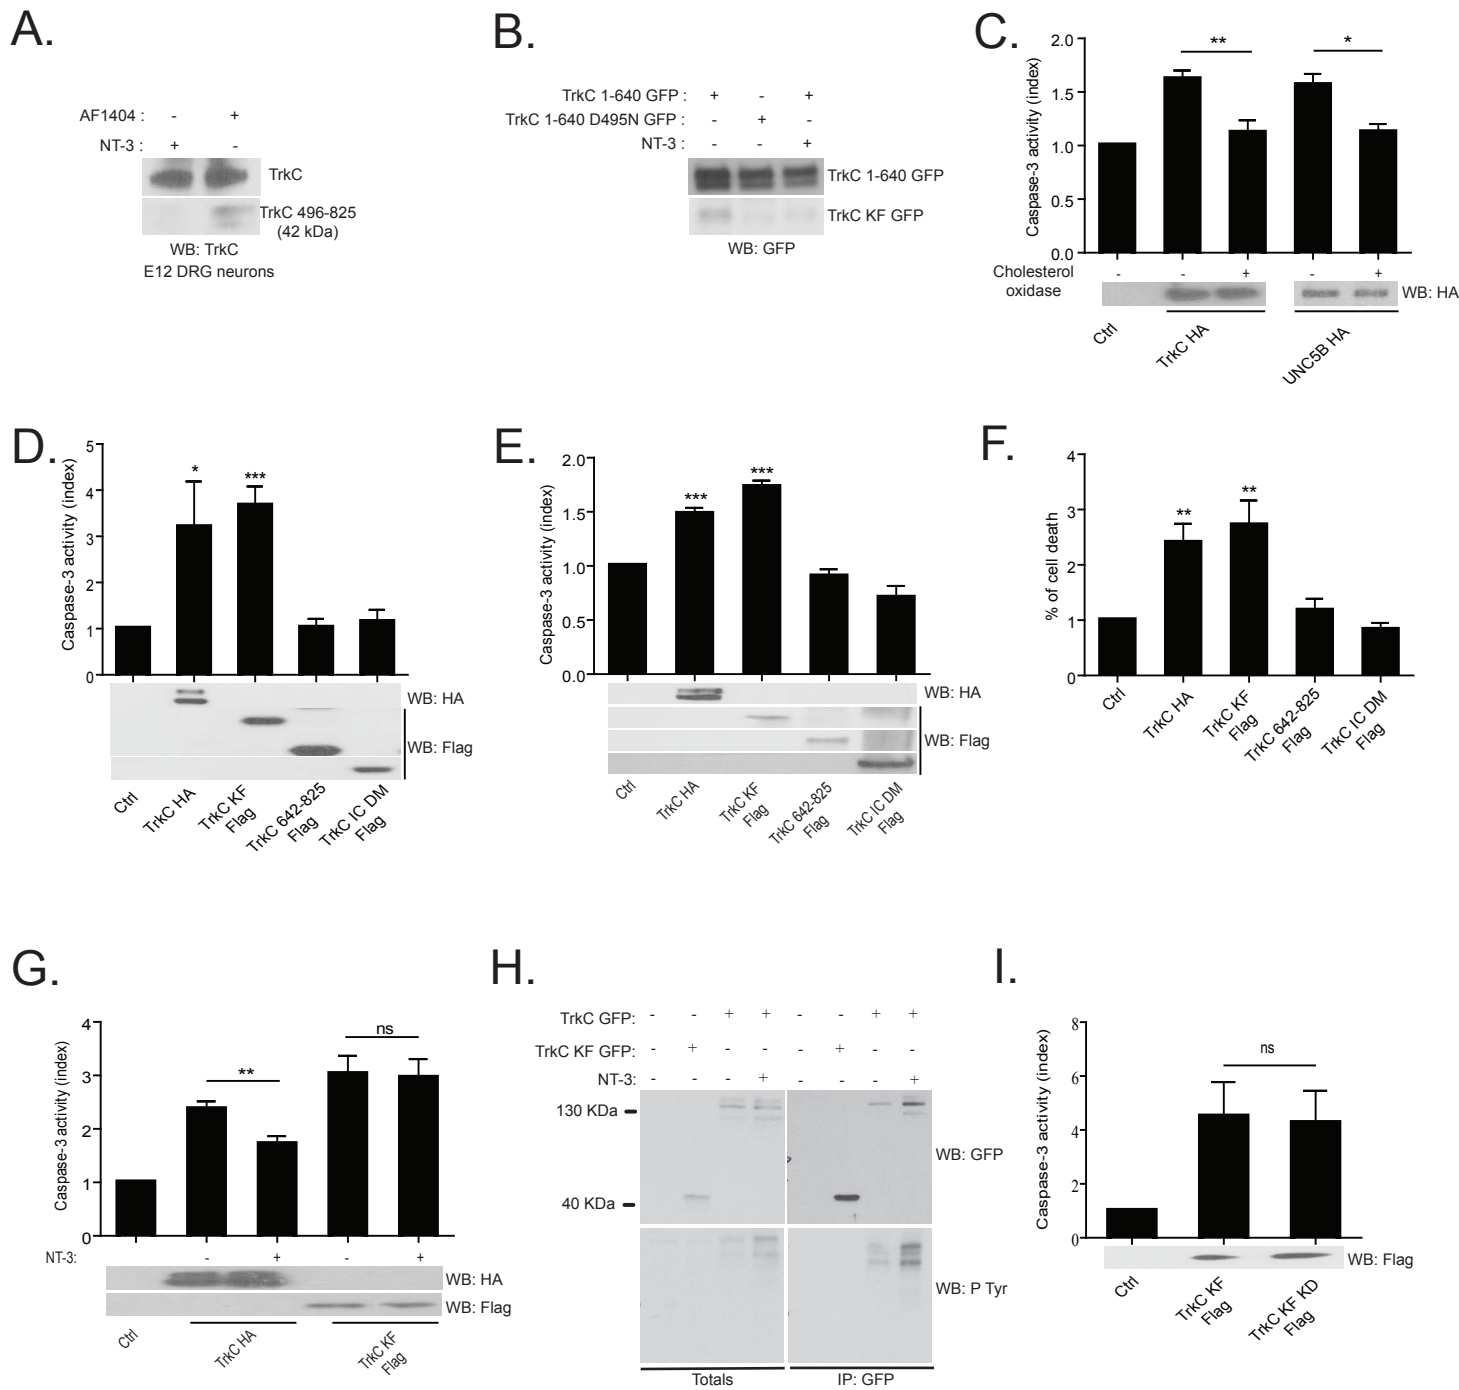 A.
AF1404 : - +
NT-3 : + -
TrkC
TrkC 496-825
(42 kDa)
WB: TrkC
E12 DRG neurons
B.
TrkC 1-640 GFP : + - +
TrkC 1-640 D495N GFP : - + -
NT-3 : - - +
TrkC 1-640 GFP
TrkC KF GFP
WB: GFP
C.
Caspase-3 activity (index)
2.0
1.5
1.0
0.5
0.0
** *
Cholesterol
oxidase
- - + - +
WB: HA
Ctrl
TrkC HA
UNC5B HA
D.
Caspase-3 activity (index)
5
4
3
2
1
0
* ***
WB: HA
WB: Flag
Ctrl
TrkC HA
TrkC KF
Flag
TrkC 642-825
Flag
TrkC IC DM
Flag
E.
Caspase-3 activity (index)
2.0
1.5
1.0
0.5
0.0
*** ***
WB: HA
WB: Flag
Ctrl
TrkC HA
TrkC KF
Flag
TrkC 642-825
Flag
TrkC IC DM
Flag
F.
% of cell death
4
3
2
1
0
** **
Ctrl
TrkC HA
TrkC KF
Flag
TrkC 642-825
Flag
TrkC IC DM
Flag
G.
Caspase-3 activity (index)
4
3
2
1
0
** ns
NT-3: - + - +
WB: HA
WB: Flag
Ctrl
TrkC HA
TrkC KF
Flag
H.
TrkC GFP: - - + + - - + +
TrkC KF GFP: - + - - - + - -
NT-3: - - - + - - - +
130 KDa
40 KDa
WB: GFP
WB: P Tyr
Totals
IP: GFP
I.
Caspase-3 activity (index)
8
6
4
2
0
ns
WB: Flag
Ctrl
TrkC KF
Flag
TrkC KF KD
Flag